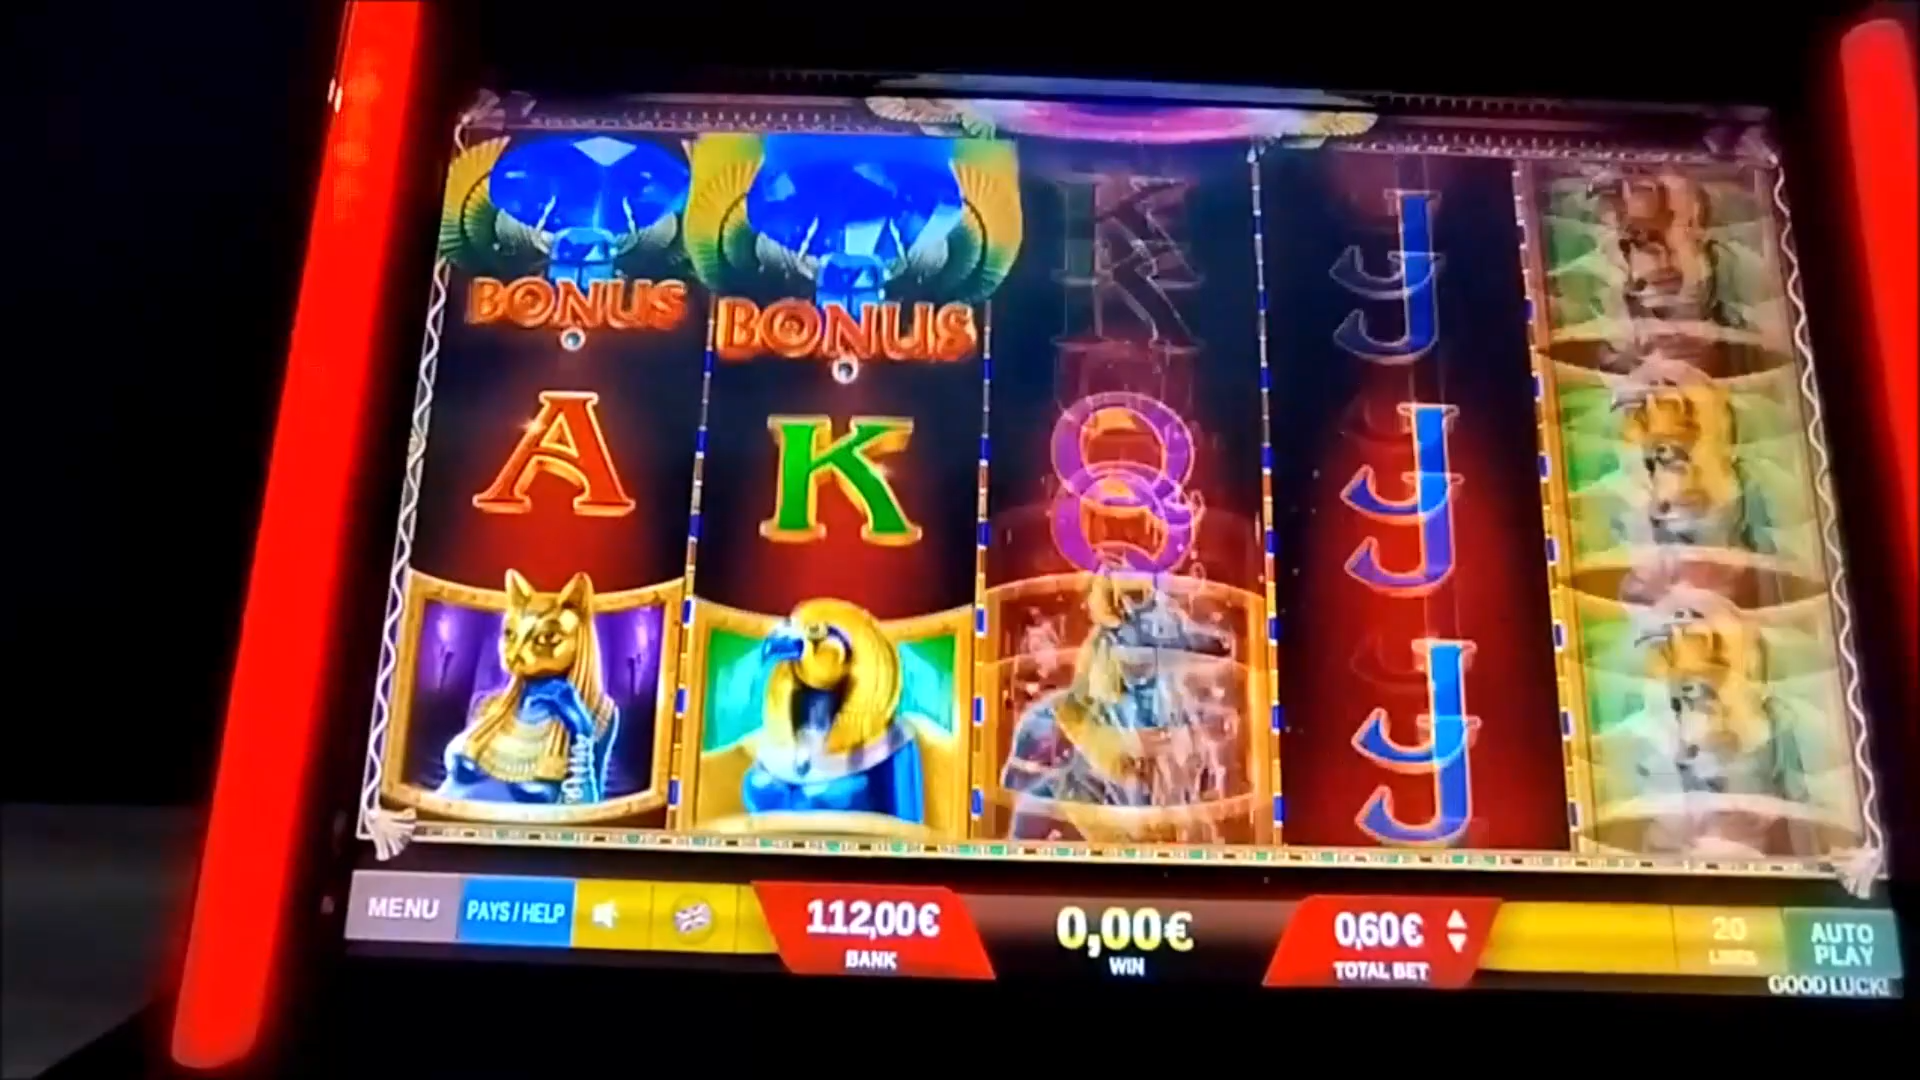 BONUS BONUS K J
A K Q J
J
MENU PAYS / HELP 112,00€ BANK 0,00€ WIN 0,60€ TOTAL BET 20 LINES AUTO PLAY
GOOD LUCK!